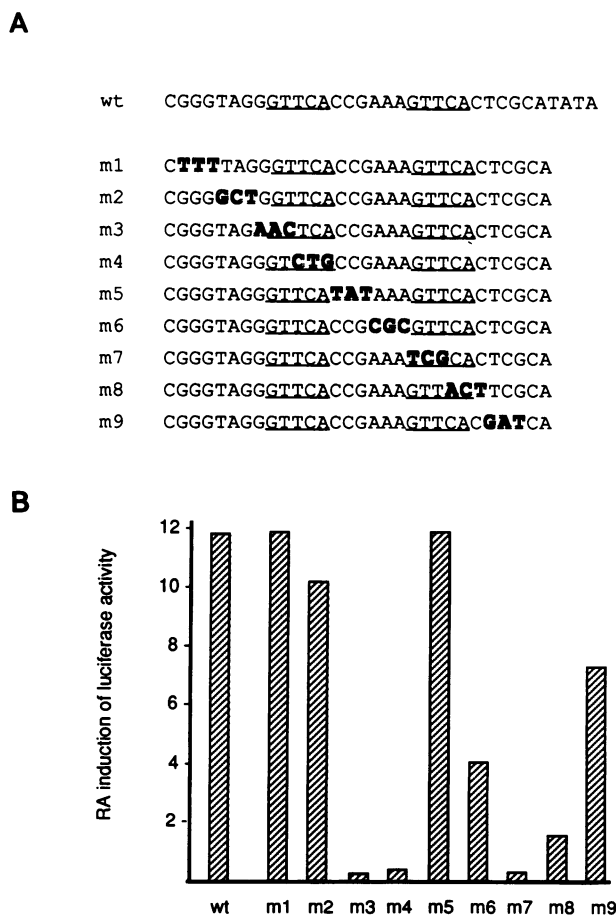 A
wt CGGGTAGGGTTCACCGAAAGTTCACTCGCATATA
m1 CTTTTAGGGTTCACCGAAAGTTCACTCGCA
m2 CGGGGCTGGTTCACCGAAAGTTCACTCGCA
m3 CGGGTAGAACTCACCGAAAGTTCACTCGCA
m4 CGGGTAGGGTCTGCCGAAAGTTCACTCGCA
m5 CGGGTAGGGTTCATATAAAGTTCACTCGCA
m6 CGGGTAGGGTTCACCGCGCGTTCACTCGCA
m7 CGGGTAGGGTTCACCGAAATCGCACTCGCA
m8 CGGGTAGGGTTCACCGAAAGTTACTTCGCA
m9 CGGGTAGGGTTCACCGAAAGTTCACGATCA
B
RA induction of luciferase activity
12
10
8
6
4
2
wt m1 m2 m3 m4 m5 m6 m7 m8 m9